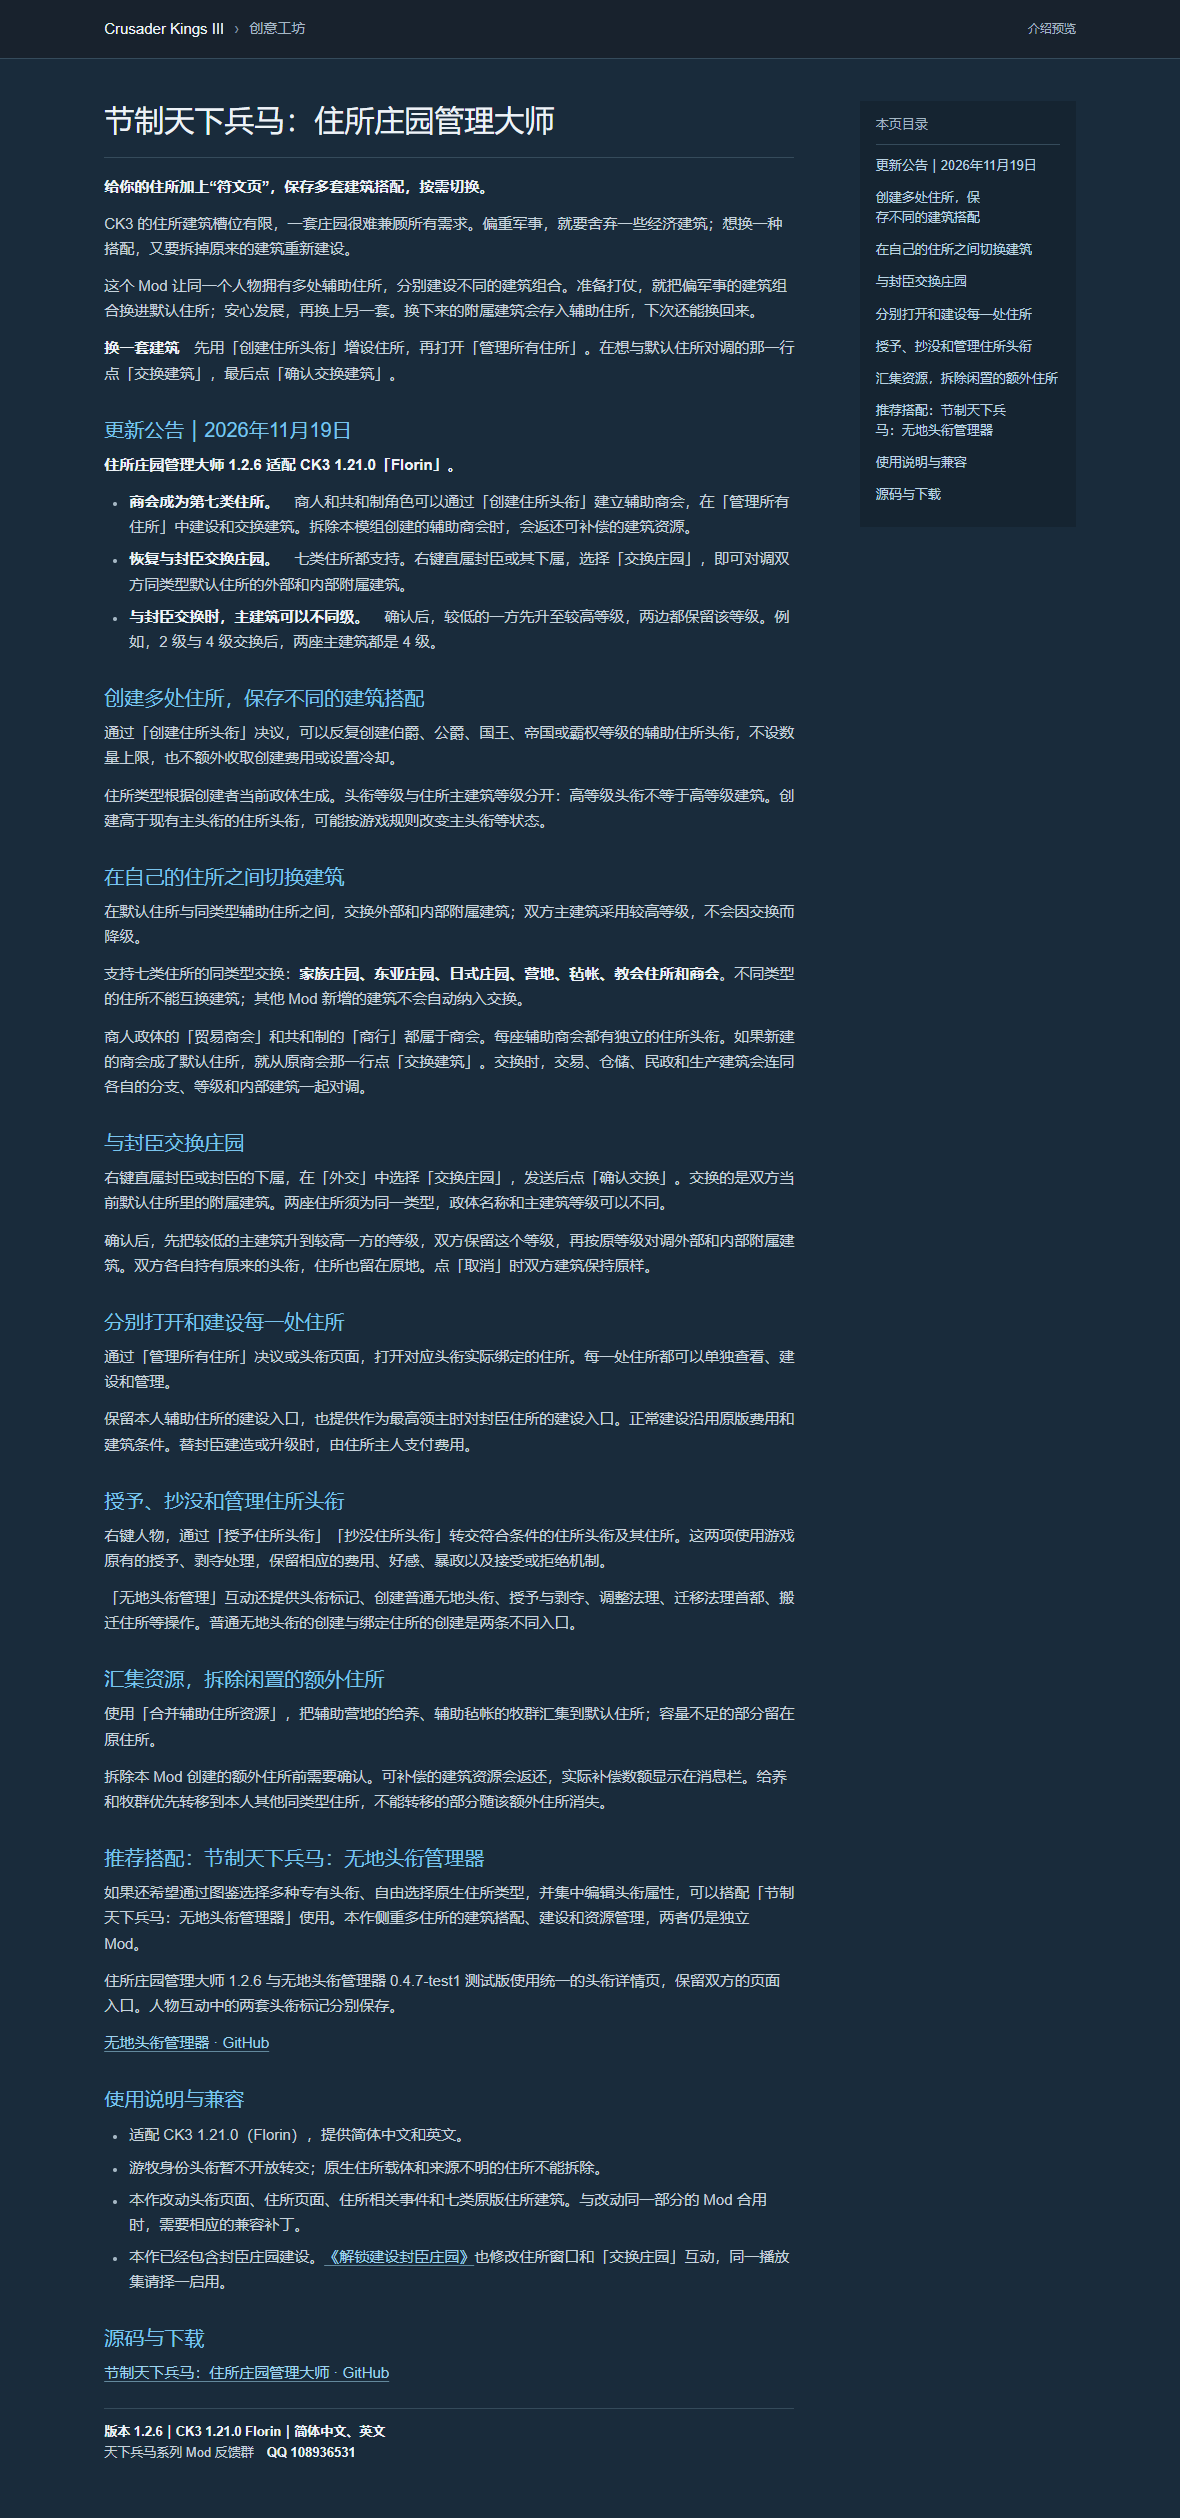 Crusader Kings III › 创意工坊
介绍预览
节制天下兵马：住所庄园管理大师
给你的住所加上“符文页”，保存多套建筑搭配，按需切换。
CK3 的住所建筑槽位有限，一套庄园很难兼顾所有需求。偏重军事，就要舍弃一些经济建筑；想换一种
搭配，又要拆掉原来的建筑重新建设。
这个 Mod 让同一个人物拥有多处辅助住所，分别建设不同的建筑组合。准备打仗，就把偏军事的建筑组
合换进默认住所；安心发展，再换上另一套。换下来的附属建筑会存入辅助住所，下次还能换回来。
换一套建筑　先用「创建住所头衔」增设住所，再打开「管理所有住所」。在想与默认住所对调的那一行
点「交换建筑」，最后点「确认交换建筑」。
更新公告 | 2026年11月19日
住所庄园管理大师 1.2.6 适配 CK3 1.21.0「Florin」。
• 商会成为第七类住所。　商人和共和制角色可以通过「创建住所头衔」建立辅助商会，在「管理所有
住所」中建设和交换建筑。拆除本模组创建的辅助商会时，会返还可补偿的建筑资源。
• 恢复与封臣交换庄园。　七类住所都支持。右键直属封臣或其下属，选择「交换庄园」，即可对调双
方同类型默认住所的外部和内部附属建筑。
• 与封臣交换时，主建筑可以不同级。　确认后，较低的一方先升至较高等级，两边都保留该等级。例
如，2 级与 4 级交换后，两座主建筑都是 4 级。
创建多处住所，保存不同的建筑搭配
通过「创建住所头衔」决议，可以反复创建伯爵、公爵、国王、帝国或霸权等级的辅助住所头衔，不设数
量上限，也不额外收取创建费用或设置冷却。
住所类型根据创建者当前政体生成。头衔等级与住所主建筑等级分开：高等级头衔不等于高等级建筑。创
建高于现有主头衔的住所头衔，可能按游戏规则改变主头衔等状态。
在自己的住所之间切换建筑
在默认住所与同类型辅助住所之间，交换外部和内部附属建筑；双方主建筑采用较高等级，不会因交换而
降级。
支持七类住所的同类型交换：家族庄园、东亚庄园、日式庄园、营地、毡帐、教会住所和商会。不同类型
的住所不能互换建筑；其他 Mod 新增的建筑不会自动纳入交换。
商人政体的「贸易商会」和共和制的「商行」都属于商会。每座辅助商会都有独立的住所头衔。如果新建
的商会成了默认住所，就从原商会那一行点「交换建筑」。交换时，交易、仓储、民政和生产建筑会连同
各自的分支、等级和内部建筑一起对调。
与封臣交换庄园
右键直属封臣或封臣的下属，在「外交」中选择「交换庄园」，发送后点「确认交换」。交换的是双方当
前默认住所里的附属建筑。两座住所须为同一类型，政体名称和主建筑等级可以不同。
确认后，先把较低的主建筑升到较高一方的等级，双方保留这个等级，再按原等级对调外部和内部附属建
筑。双方各自持有原来的头衔，住所也留在原地。点「取消」时双方建筑保持原样。
分别打开和建设每一处住所
通过「管理所有住所」决议或头衔页面，打开对应头衔实际绑定的住所。每一处住所都可以单独查看、建
设和管理。
保留本人辅助住所的建设入口，也提供作为最高领主时对封臣住所的建设入口。正常建设沿用原版费用和
建筑条件。替封臣建造或升级时，由住所主人支付费用。
授予、抄没和管理住所头衔
右键人物，通过「授予住所头衔」「抄没住所头衔」转交符合条件的住所头衔及其住所。这两项使用游戏
原有的授予、剥夺处理，保留相应的费用、好感、暴政以及接受或拒绝机制。
「无地头衔管理」互动还提供头衔标记、创建普通无地头衔、授予与剥夺、调整法理、迁移法理首都、搬
迁住所等操作。普通无地头衔的创建与绑定住所的创建是两条不同入口。
汇集资源，拆除闲置的额外住所
使用「合并辅助住所资源」，把辅助营地的给养、辅助毡帐的牧群汇集到默认住所；容量不足的部分留在
原住所。
拆除本 Mod 创建的额外住所前需要确认。可补偿的建筑资源会返还，实际补偿数额显示在消息栏。给养
和牧群优先转移到本人其他同类型住所，不能转移的部分随该额外住所消失。
推荐搭配：节制天下兵马：无地头衔管理器
如果还希望通过图鉴选择多种专有头衔、自由选择原生住所类型，并集中编辑头衔属性，可以搭配「节制
天下兵马：无地头衔管理器」使用。本作侧重多住所的建筑搭配、建设和资源管理，两者仍是独立
Mod。
住所庄园管理大师 1.2.6 与无地头衔管理器 0.4.7-test1 测试版使用统一的头衔详情页，保留双方的页面
入口。人物互动中的两套头衔标记分别保存。
无地头衔管理器 · GitHub
使用说明与兼容
• 适配 CK3 1.21.0（Florin），提供简体中文和英文。
• 游牧身份头衔暂不开放转交；原生住所载体和来源不明的住所不能拆除。
• 本作改动头衔页面、住所页面、住所相关事件和七类原版住所建筑。与改动同一部分的 Mod 合用
时，需要相应的兼容补丁。
• 本作已经包含封臣庄园建设。《解锁建设封臣庄园》也修改住所窗口和「交换庄园」互动，同一播放
集请择一启用。
源码与下载
节制天下兵马：住所庄园管理大师 · GitHub
版本 1.2.6 | CK3 1.21.0 Florin | 简体中文、英文
天下兵马系列 Mod 反馈群　QQ 108936531
本页目录
更新公告 | 2026年11月19日
创建多处住所，保
存不同的建筑搭配
在自己的住所之间切换建筑
与封臣交换庄园
分别打开和建设每一处住所
授予、抄没和管理住所头衔
汇集资源，拆除闲置的额外住所
推荐搭配：节制天下兵
马：无地头衔管理器
使用说明与兼容
源码与下载